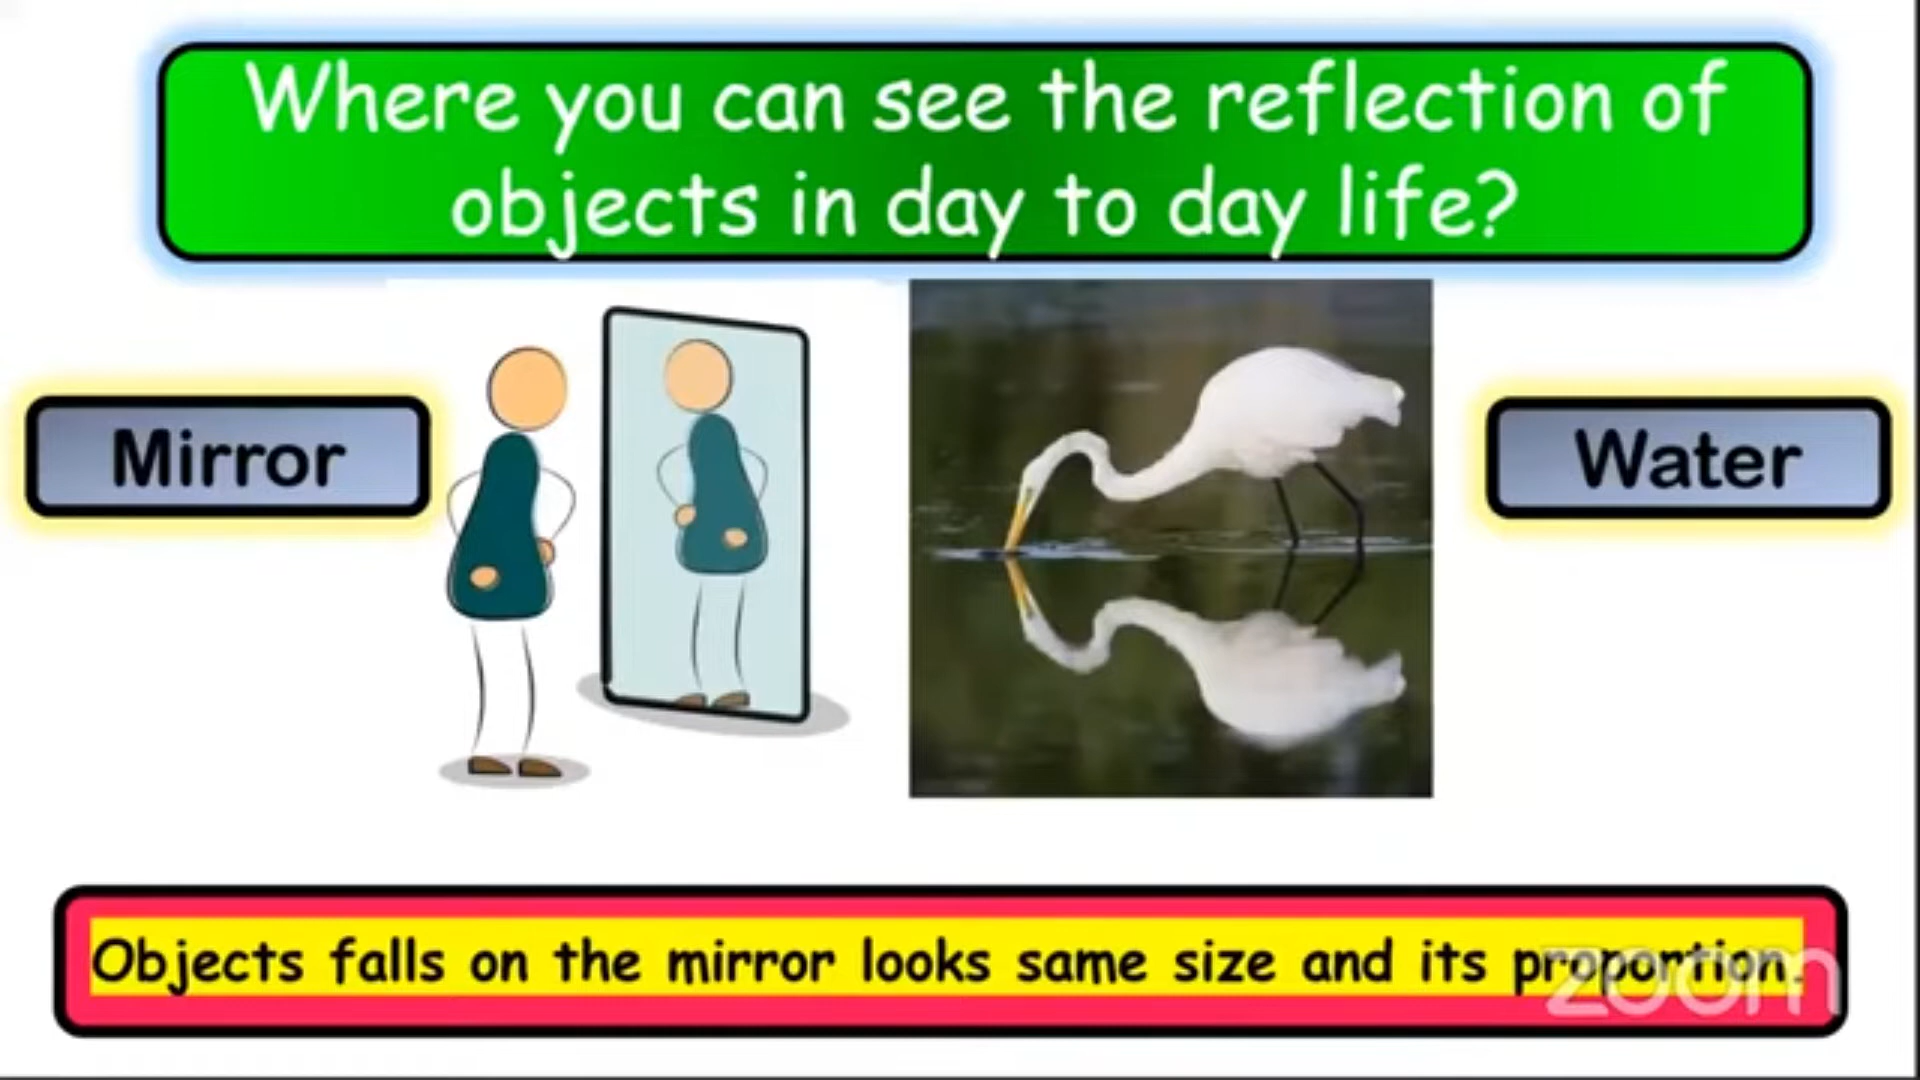 Where you can see the reflection of
objects in day to day life?
Mirror
Water
Objects falls on the mirror looks same size and its proportion.
zoom